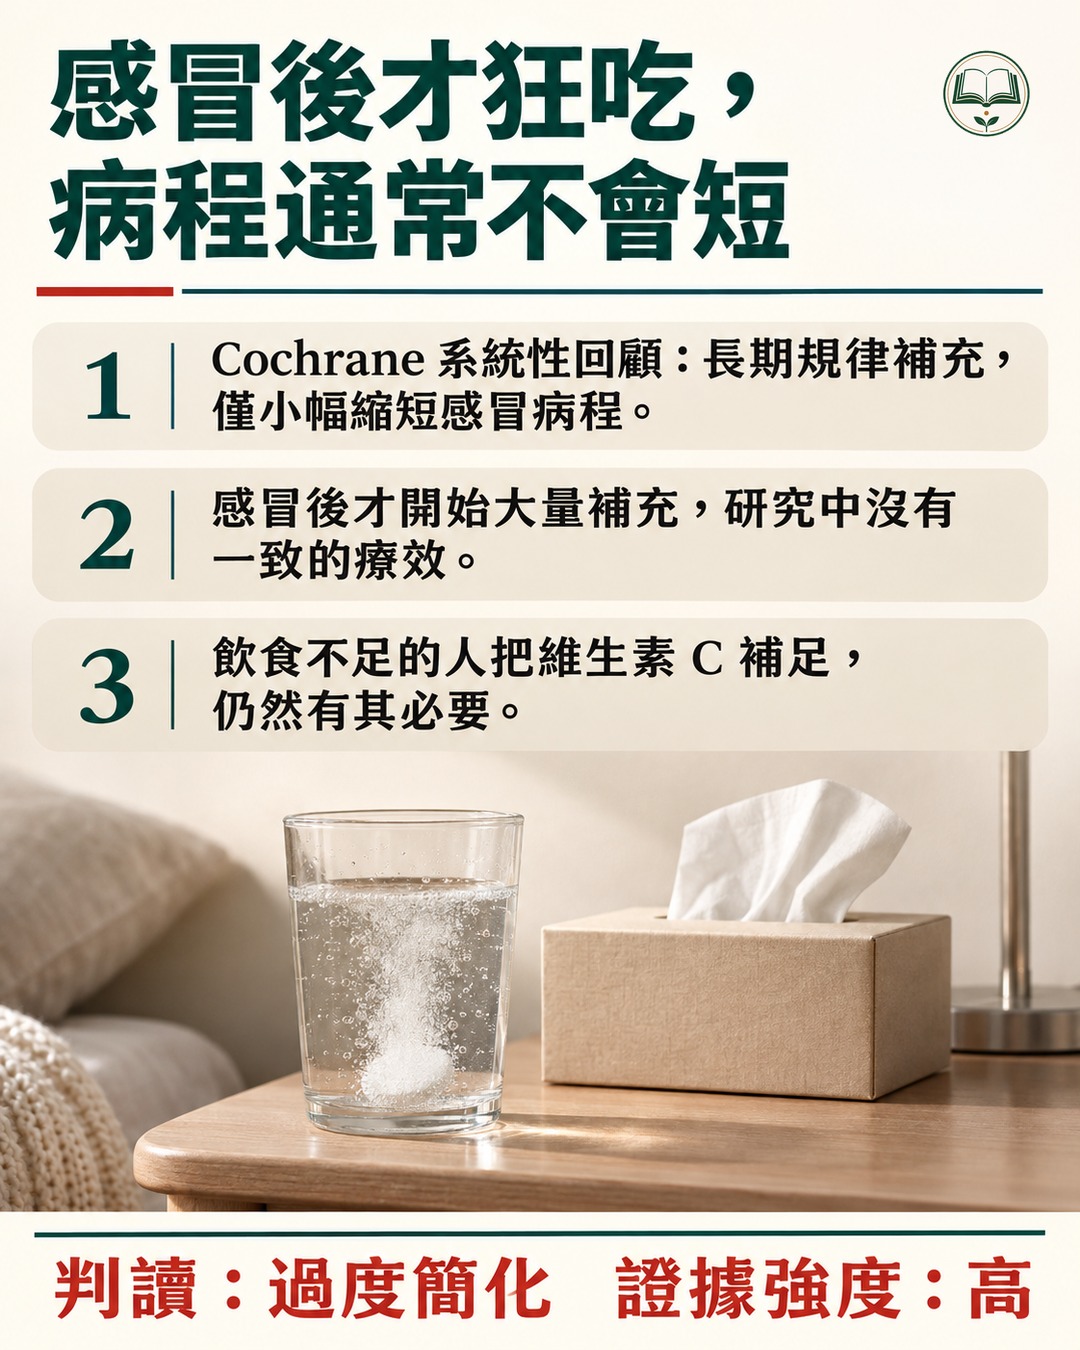 感冒後才狂吃，
病程通常不會短
1
Cochrane 系統性回顧：長期規律補充，
僅小幅縮短感冒病程。
2
感冒後才開始大量補充，研究中沒有
一致的療效。
3
飲食不足的人把維生素 C 補足，
仍然有其必要。
判讀：過度簡化 證據強度：高